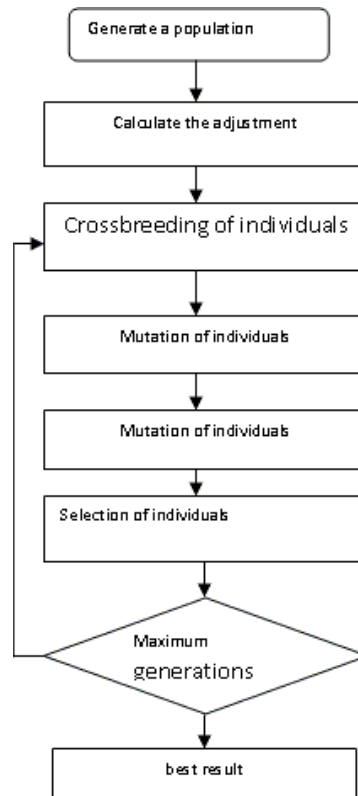 Generate a population
Calculate the adjustment
Crossbreeding of individuals
Mutation of individuals
Mutation of individuals
Selection of individuals
Maximum
generations
best result